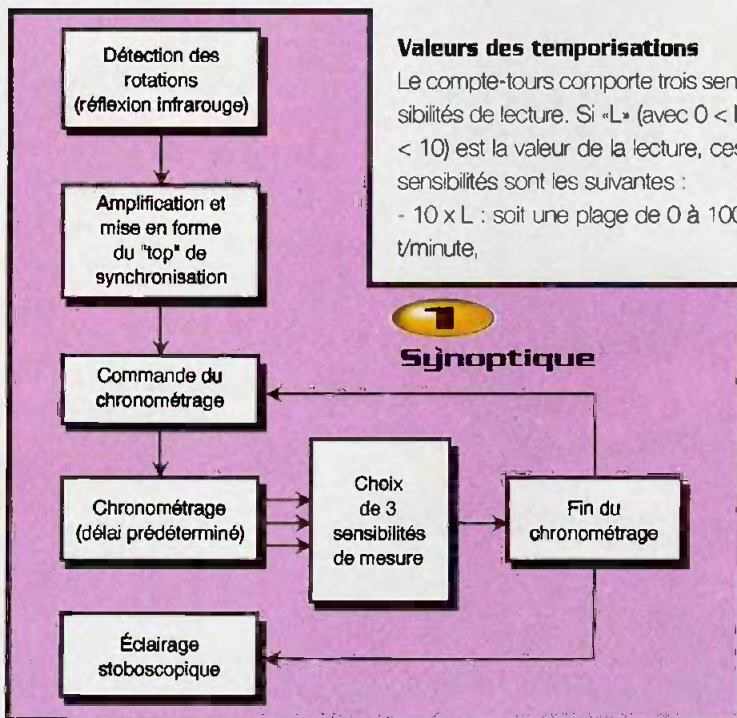 Détection des
rotations
(réflexion infrarouge)
Amplification et
mise en forme
du "top" de
synchronisation
Commande du
chronométrage
Chronométrage
(délai prédéterminé)
Choix
de 3
sensibilités
de mesure
Fin du
chronométrage
Éclairage
stoboscopique
Valeurs des temporisations
Le compte-tours comporte trois sen
sibilités de lecture. Si «L» (avec 0 < L
< 10) est la valeur de la lecture, ces
sensibilités sont les suivantes :
- 10 x L : soit une plage de 0 à 100
t/minute,
1
Synoptique